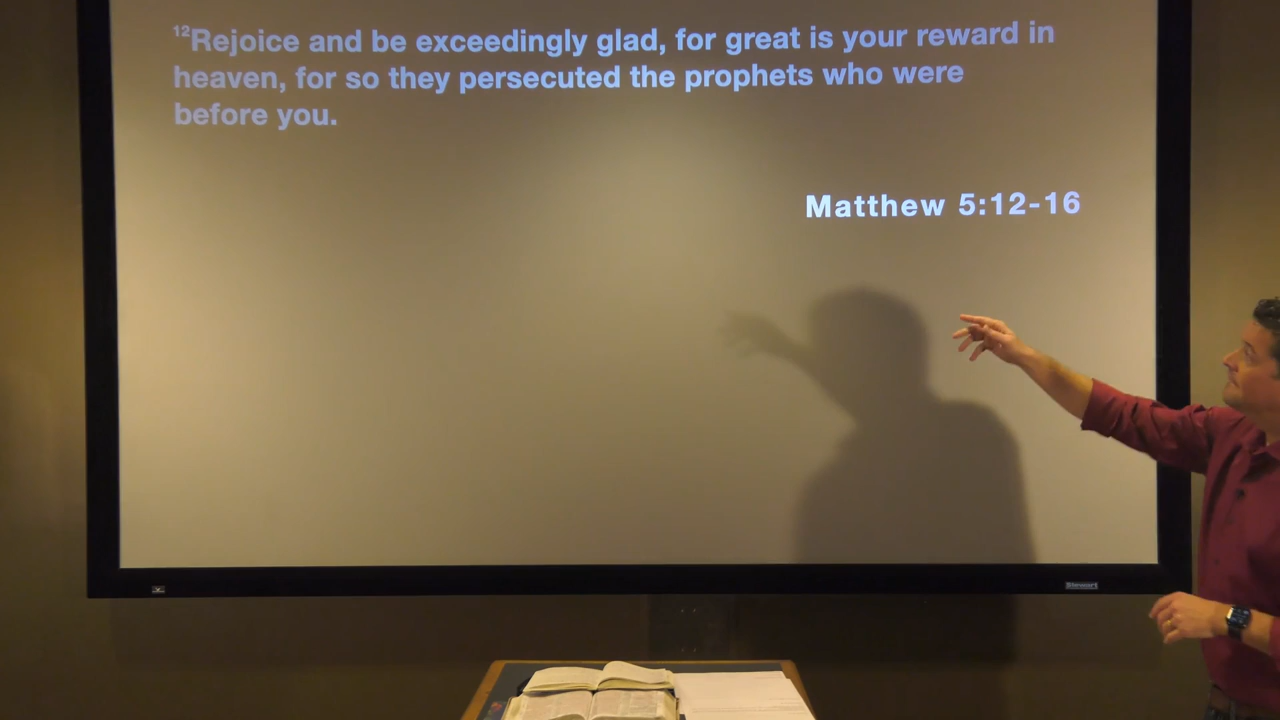 12Rejoice and be exceedingly glad, for great is your reward in
heaven, for so they persecuted the prophets who were
before you.
Matthew 5:12-16
Stewart